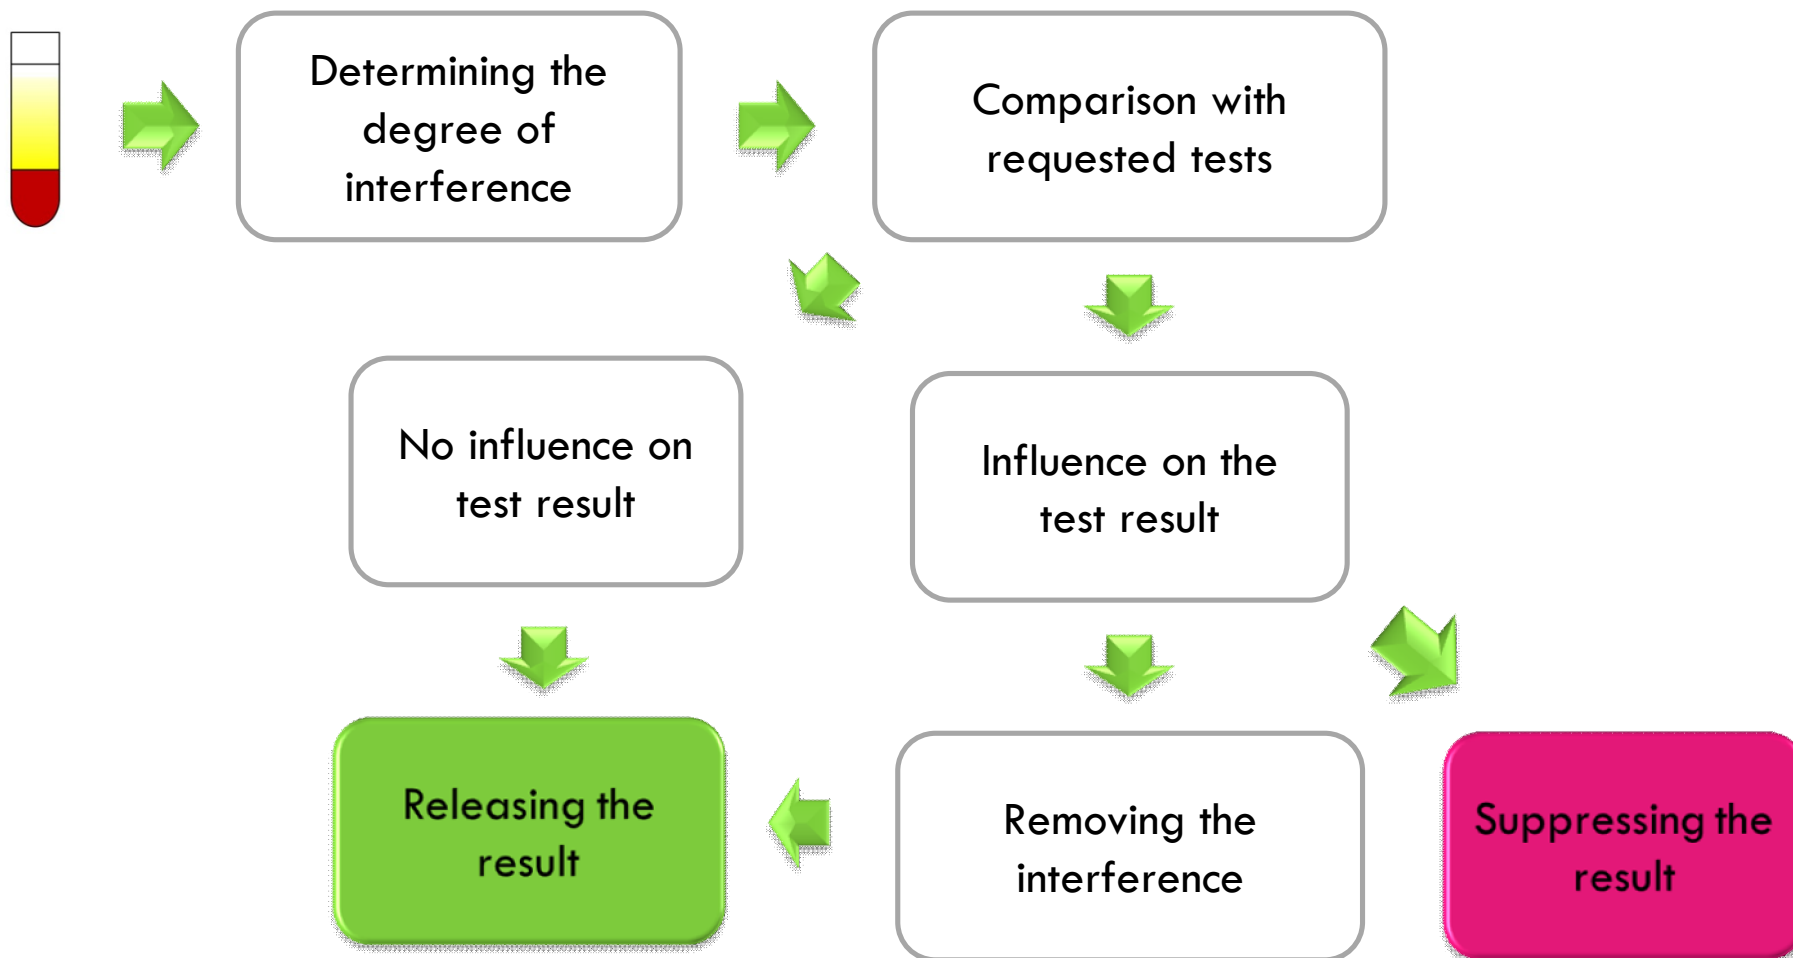 Determining the
degree of
interference
Comparison with
requested tests
No influence on
test result
Influence on the
test result
Releasing the
result
Removing the
interference
Suppressing the
result